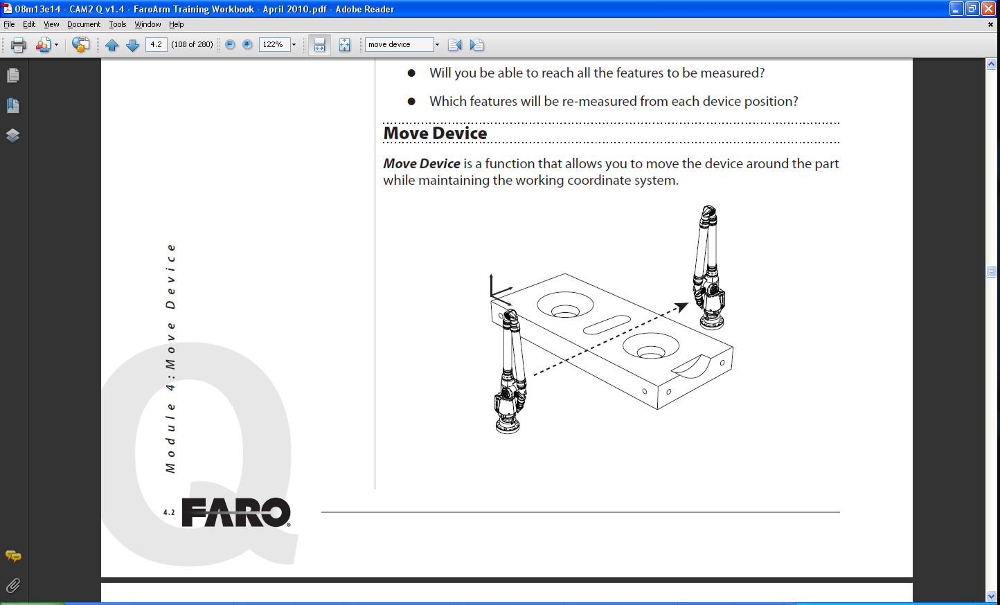 08m13e14 - CAM2 Q v1.4 - FaroArm Training Workbook - April 2010.pdf - Adobe Reader
File Edit View Document Tools Window Help
4.2 (108 of 280) 122% move device
● Will you be able to reach all the features to be measured?
● Which features will be re-measured from each device position?
Move Device
Move Device is a function that allows you to move the device around the part
while maintaining the working coordinate system.
Module 4: Move Device
Q
4.2 FARO®